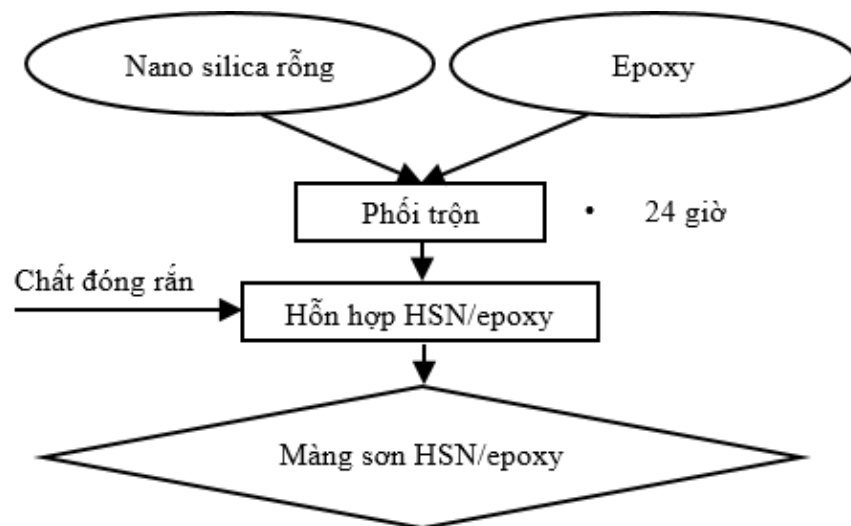 Nano silica rỗng
Epoxy
Phối trộn
• 24 giờ
Chất đóng rắn
Hỗn hợp HSN/epoxy
Màng sơn HSN/epoxy